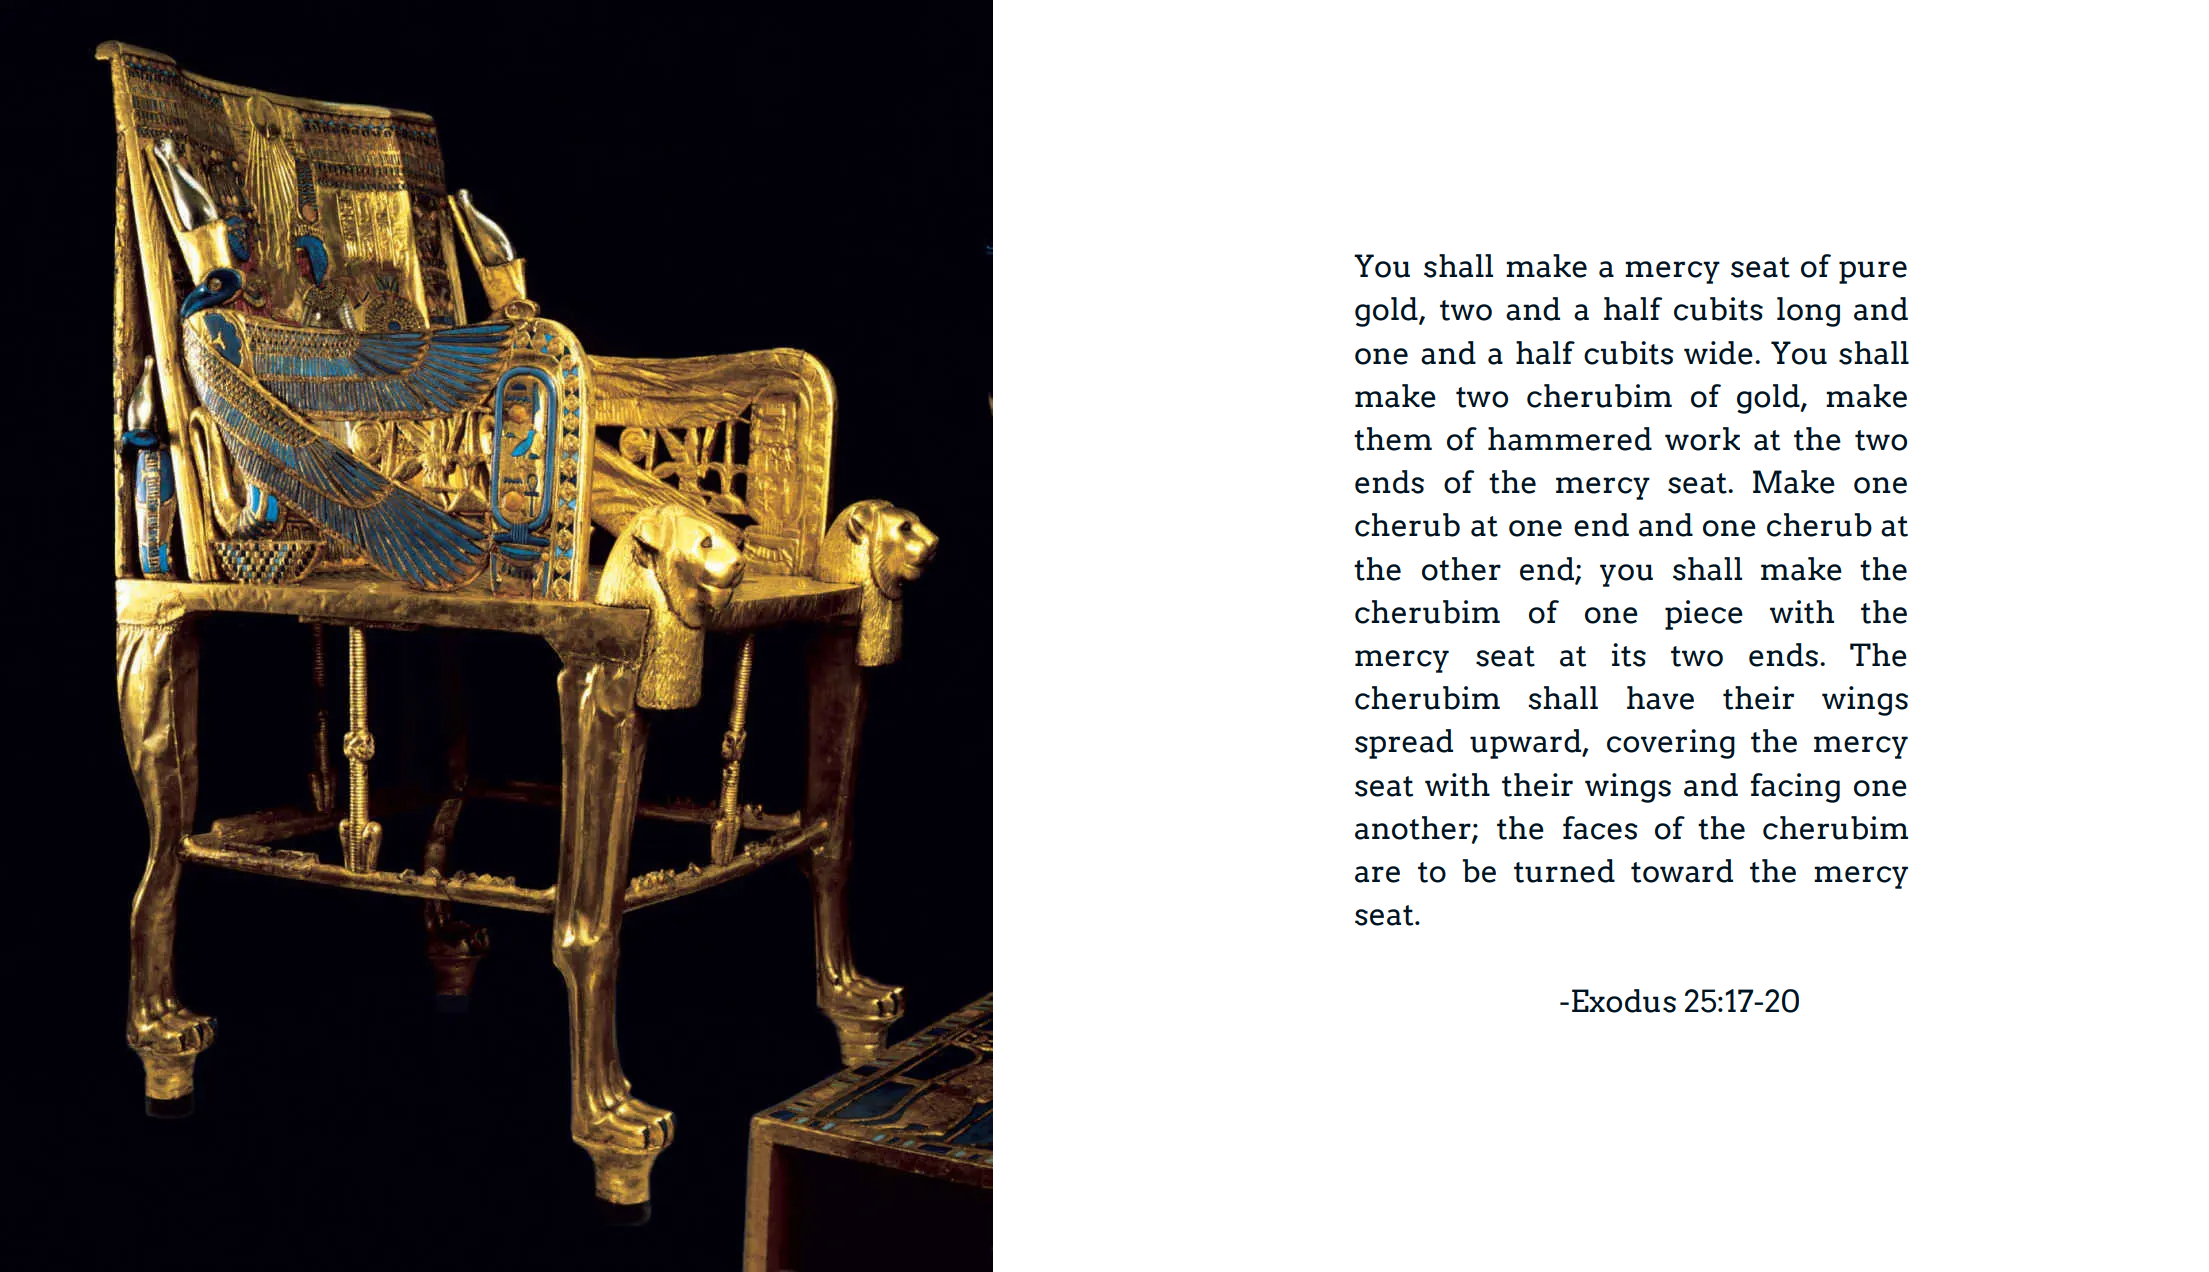 You shall make a mercy seat of pure
gold, two and a half cubits long and
one and a half cubits wide. You shall
make two cherubim of gold, make
them of hammered work at the two
ends of the mercy seat. Make one
cherub at one end and one cherub at
the other end; you shall make the
cherubim of one piece with the
mercy seat at its two ends. The
cherubim shall have their wings
spread upward, covering the mercy
seat with their wings and facing one
another; the faces of the cherubim
are to be turned toward the mercy
seat.
-Exodus 25:17-20